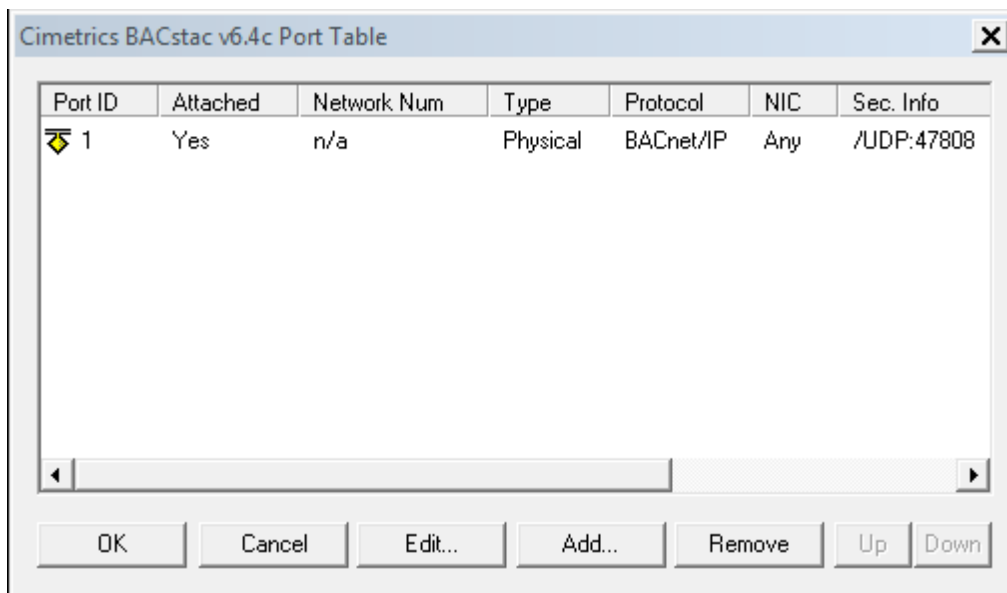 Cimetrics BACstac v6.4c Port Table
Port ID Attached Network Num Type Protocol NIC Sec. Info
1 Yes n/a Physical BACnet/IP Any /UDP:47808
OK Cancel Edit... Add... Remove Up Down